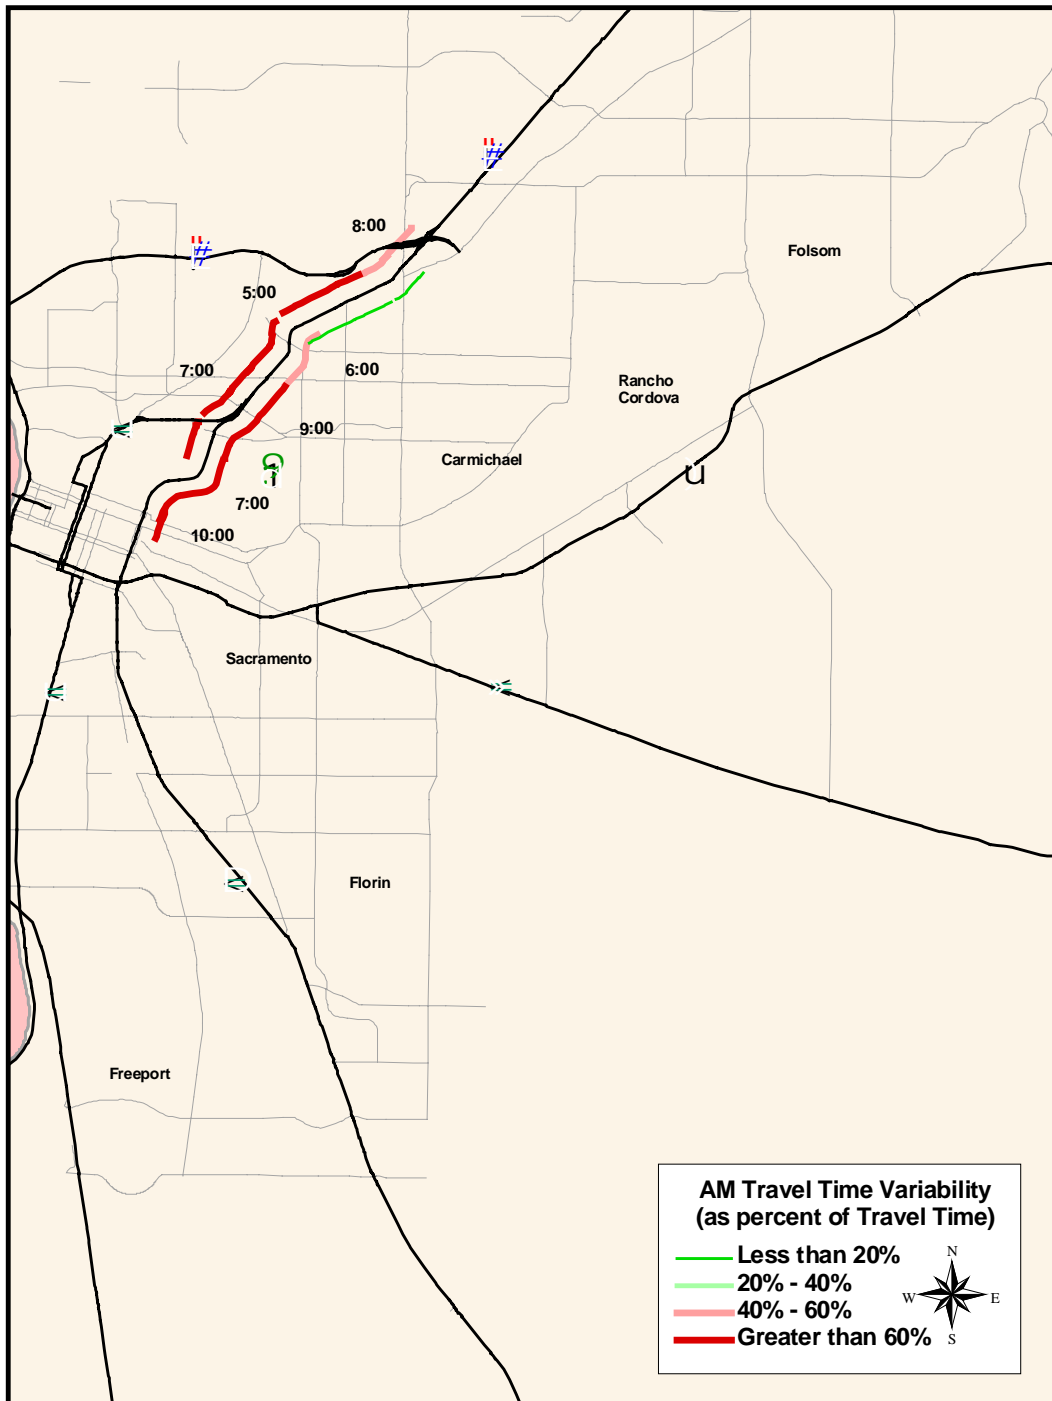 8:00
Folsom
5:00
7:00
6:00
Rancho
Cordova
9:00
Carmichael
u
7:00
10:00
Sacramento
Florin
Freeport
AM Travel Time Variability
(as percent of Travel Time)
Less than 20%
20% - 40%
40% - 60%
Greater than 60%
N
W
E
S